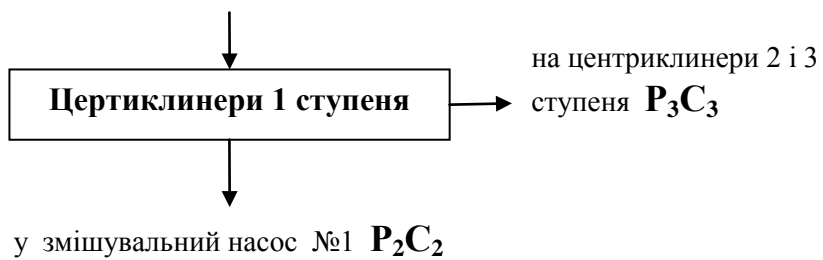 на центриклинери 2 і 3
Цертиклинери 1 ступеня
ступеня P₃C₃
у змішувальний насос №1 P₂C₂